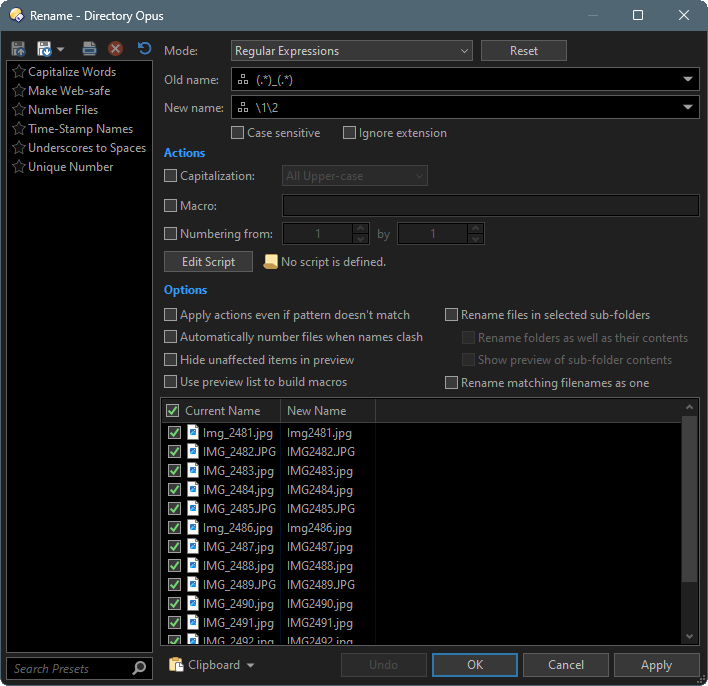 Rename - Directory Opus
Mode: Regular Expressions Reset
Capitalize Words
Make Web-safe
Number Files
Time-Stamp Names
Underscores to Spaces
Unique Number
Old name: (.*)_(.*)
New name: \1\2
Case sensitive Ignore extension
Actions
Capitalization: All Upper-case
Macro:
Numbering from: 1 by 1
Edit Script No script is defined.
Options
Apply actions even if pattern doesn't match Rename files in selected sub-folders
Automatically number files when names clash Rename folders as well as their contents
Hide unaffected items in preview Show preview of sub-folder contents
Use preview list to build macros Rename matching filenames as one
Current Name New Name
Img_2481.jpg Img2481.jpg
IMG_2482.JPG IMG2482.JPG
IMG_2483.jpg IMG2483.jpg
IMG_2484.jpg IMG2484.jpg
IMG_2485.JPG IMG2485.JPG
Img_2486.jpg Img2486.jpg
IMG_2487.jpg IMG2487.jpg
IMG_2488.jpg IMG2488.jpg
IMG_2489.JPG IMG2489.JPG
IMG_2490.jpg IMG2490.jpg
IMG_2491.jpg IMG2491.jpg
IMG_2492.jpg IMG2492.jpg
Search Presets Clipboard Undo OK Cancel Apply